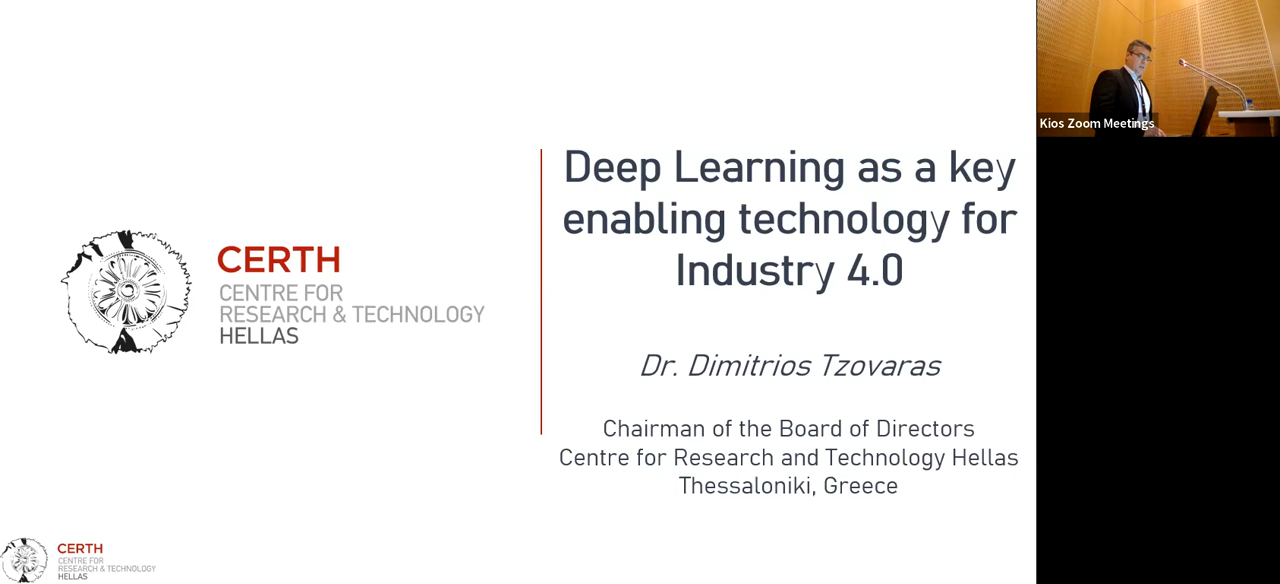 CERTH
CENTRE FOR
RESEARCH & TECHNOLOGY
HELLAS
Deep Learning as a key
enabling technology for
Industry 4.0
Dr. Dimitrios Tzovaras
Chairman of the Board of Directors
Centre for Research and Technology Hellas
Thessaloniki, Greece
Kios Zoom Meetings
CERTH
CENTRE FOR
RESEARCH & TECHNOLOGY
HELLAS